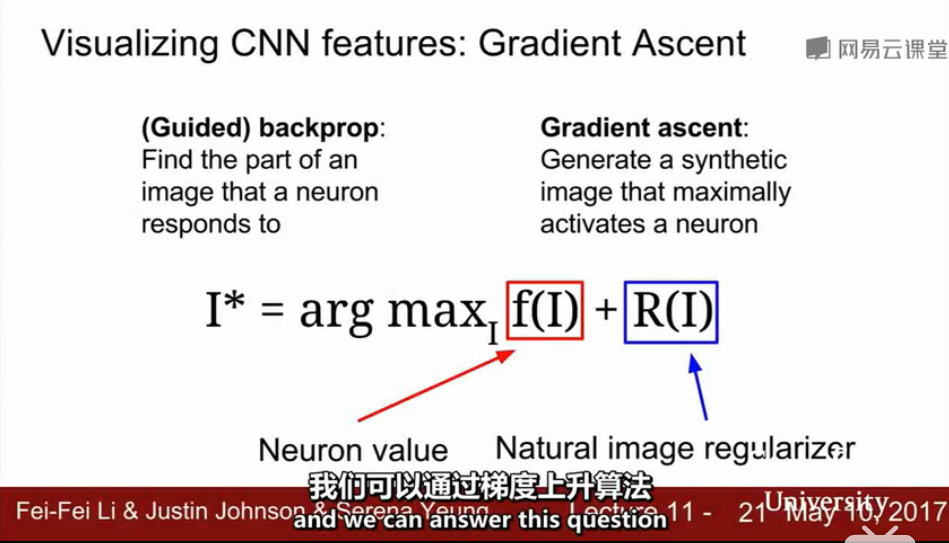 Visualizing CNN features: Gradient Ascent
网易云课堂
(Guided) backprop:
Find the part of an
image that a neuron
responds to
Gradient ascent:
Generate a synthetic
image that maximally
activates a neuron
I* = arg max_I f(I) + R(I)
Neuron value
Natural image regularizer
我们可以通过梯度上升算法
Fei-Fei Li & Justin Johnson & Serena Yeung Lecture 11 - 21 May 10, 2017
University
and we can answer this question